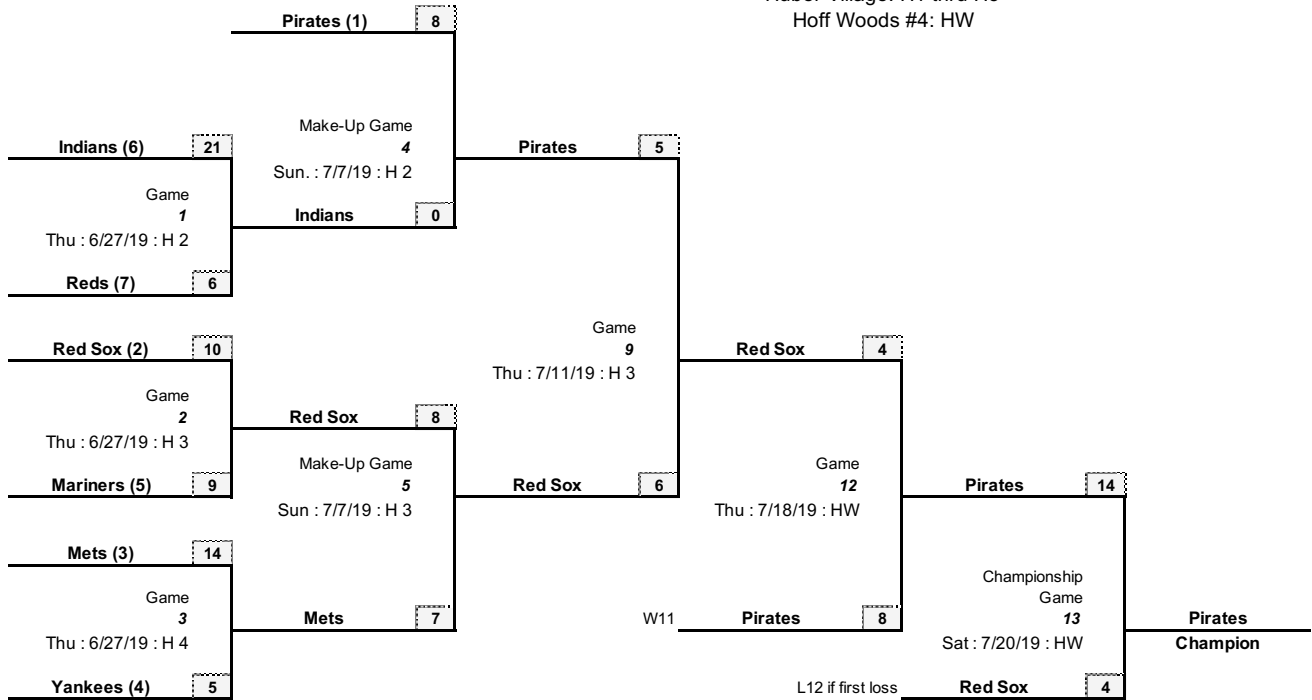 Village: thru
Hoff Woods #4: HW
Pirates (1) 8
Make-Up Game
4
Sun. : 7/7/19 : H 2
Indians (6) 21
Pirates 5
Game
1
Thu : 6/27/19 : H 2
Indians 0
Reds (7) 6
Game
9
Thu : 7/11/19 : H 3
Red Sox (2) 10
Red Sox 4
Game
2
Thu : 6/27/19 : H 3
Red Sox 8
Mariners (5) 9
Make-Up Game
5
Sun : 7/7/19 : H 3
Red Sox 6
Game
12
Thu : 7/18/19 : HW
Pirates 14
Mets (3) 14
Game
3
Thu : 6/27/19 : H 4
Mets 7
W11 Pirates 8
Championship
Game
13
Sat : 7/20/19 : HW
Pirates
Champion
Yankees (4) 5
L12 if first loss Red Sox 4